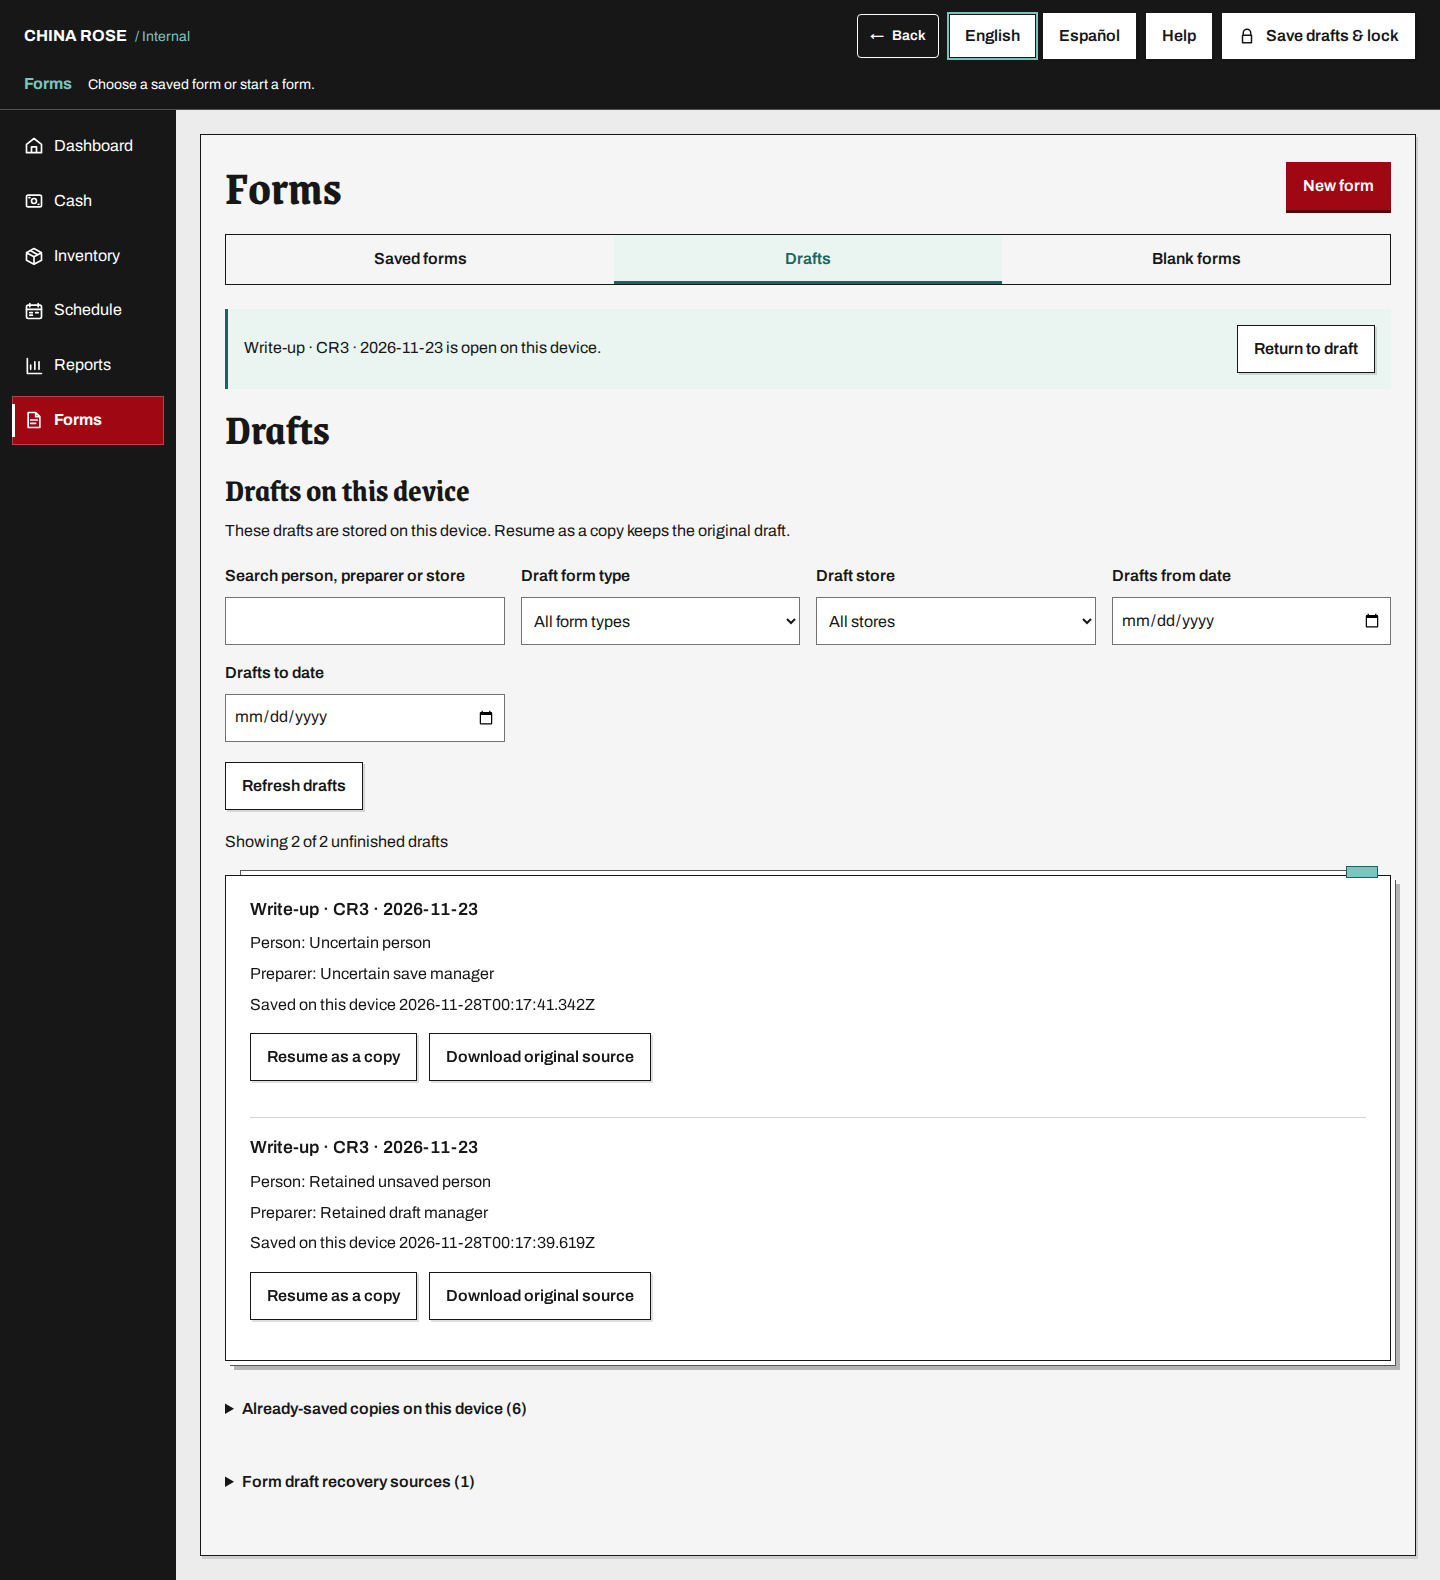 CHINA ROSE / Internal
← Back
English
Español
Help
Save drafts & lock
Forms Choose a saved form or start a form.
Dashboard
Cash
Inventory
Schedule
Reports
Forms
Forms
New form
Saved forms
Drafts
Blank forms
Write-up · CR3 · 2026-11-23 is open on this device.
Return to draft
Drafts
Drafts on this device
These drafts are stored on this device. Resume as a copy keeps the original draft.
Search person, preparer or store
Draft form type
Draft store
Drafts from date
All form types
All stores
mm/dd/yyyy
Drafts to date
mm/dd/yyyy
Refresh drafts
Showing 2 of 2 unfinished drafts
Write-up · CR3 · 2026-11-23
Person: Uncertain person
Preparer: Uncertain save manager
Saved on this device 2026-11-28T00:17:41.342Z
Resume as a copy
Download original source
Write-up · CR3 · 2026-11-23
Person: Retained unsaved person
Preparer: Retained draft manager
Saved on this device 2026-11-28T00:17:39.619Z
Resume as a copy
Download original source
Already-saved copies on this device (6)
Form draft recovery sources (1)